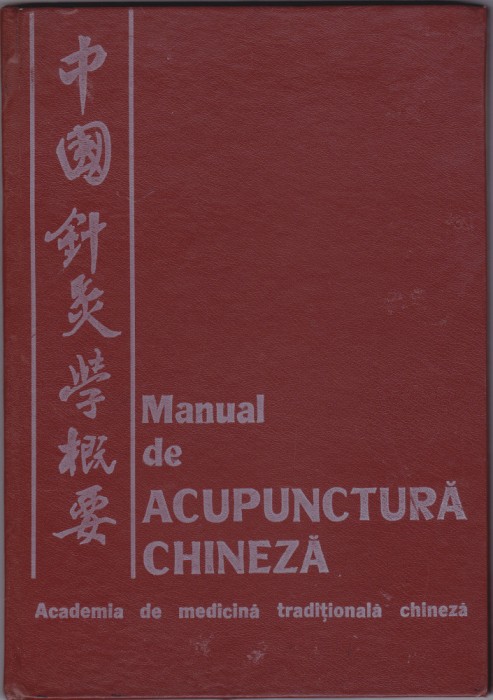 中國針灸學概要
Manual
de
ACUPUNCTURĂ
CHINEZĂ
Academia de medicină tradițională chineză